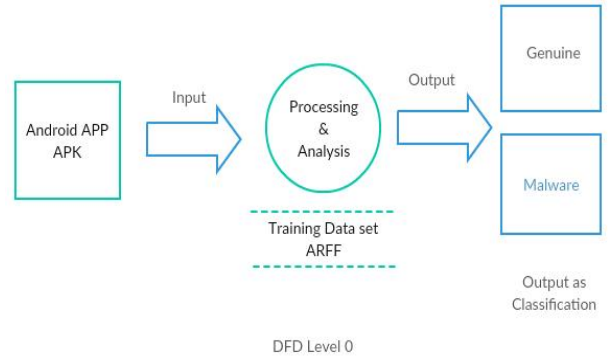 Android APP
APK
Input
Processing
&
Analysis
Training Data set
ARFF
Output
Genuine
Malware
Output as
Classification
DFD Level 0